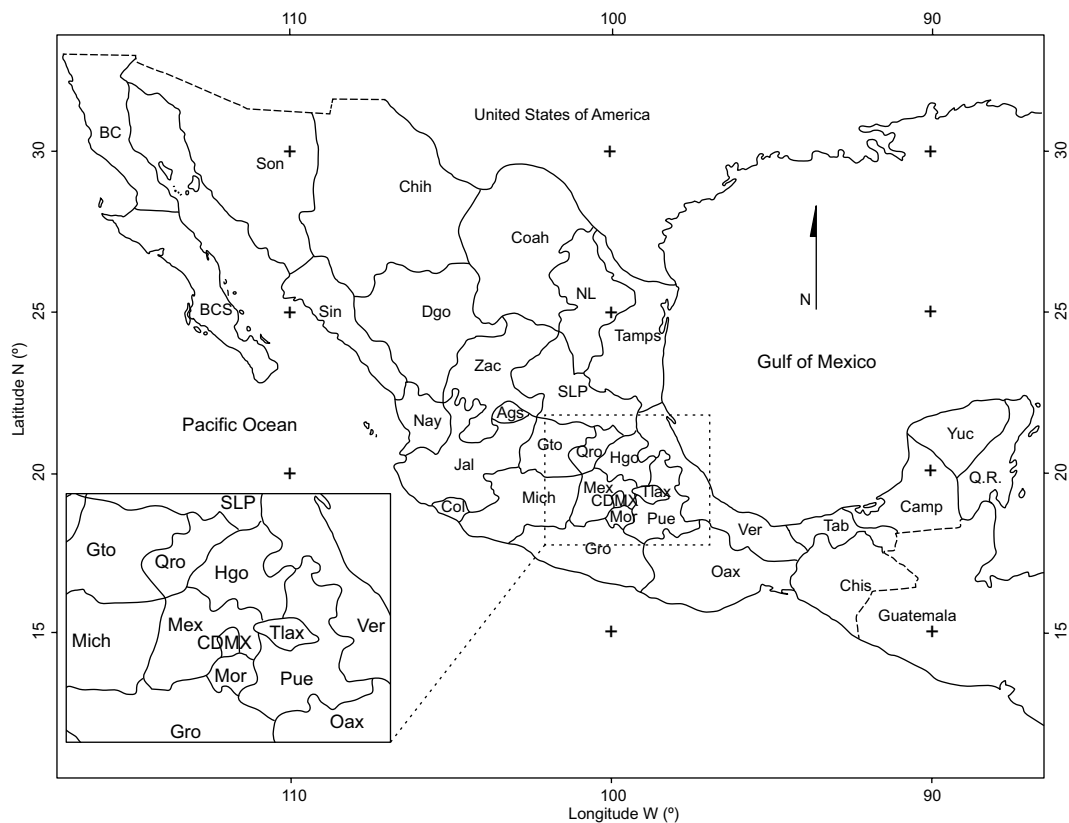 110
100
90
United States of America
BC
30
Son
30
Chih
Coah
NL
N
BCS
25
Sin
Dgo
25
Tamps
Zac
Gulf of Mexico
SLP
Latitude N (º)
Nay
Ags
Pacific Ocean
Yuc
Gto
Qro
Hgo
Jal
20
20
Q.R.
Mex
Tlax
Mich
CDMX
Col
Mor
Pue
Camp
Ver
Tab
Gro
Oax
Chis
Guatemala
SLP
Gto
Qro
Hgo
Mex
Mich
CDMX
Tlax
Ver
15
15
Mor
Pue
Gro
Oax
110
100
90
Longitude W (º)